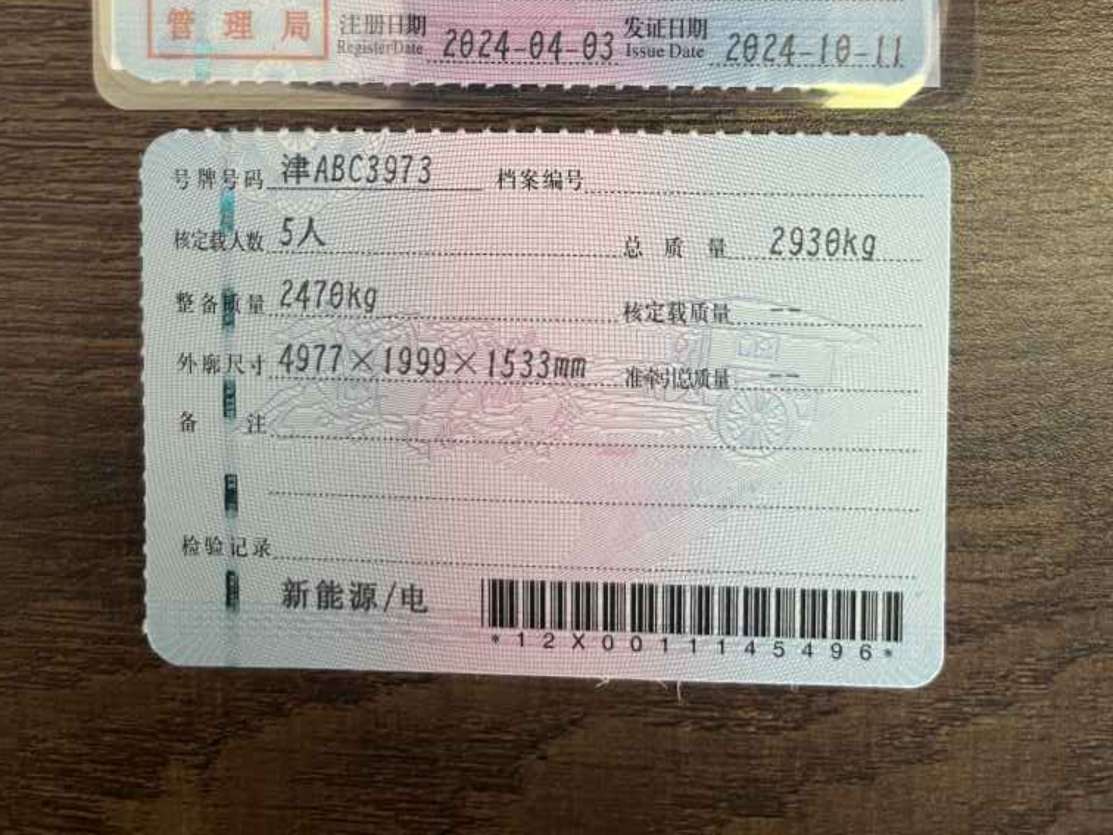 管理局 注册日期 2024-04-03 发证日期 2024-10-11
Register Date Issue Date
号牌号码 津ABC3973 档案编号
核定载人数 5人 总质量 2930kg
整备质量 2470kg 核定载质量 --
外廓尺寸 4977×1999×1533mm 准牵引总质量 --
备注
检验记录
新能源/电
*12X0011145496*